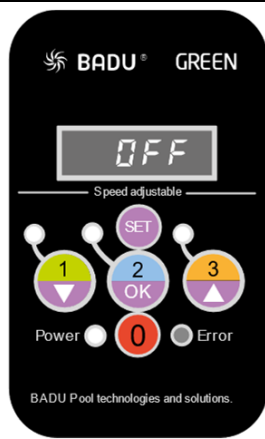 BADU® GREEN
OFF
Speed adjustable
SET
1 2 3
OK
Power 0 Error
BADU Pool technologies and solutions.